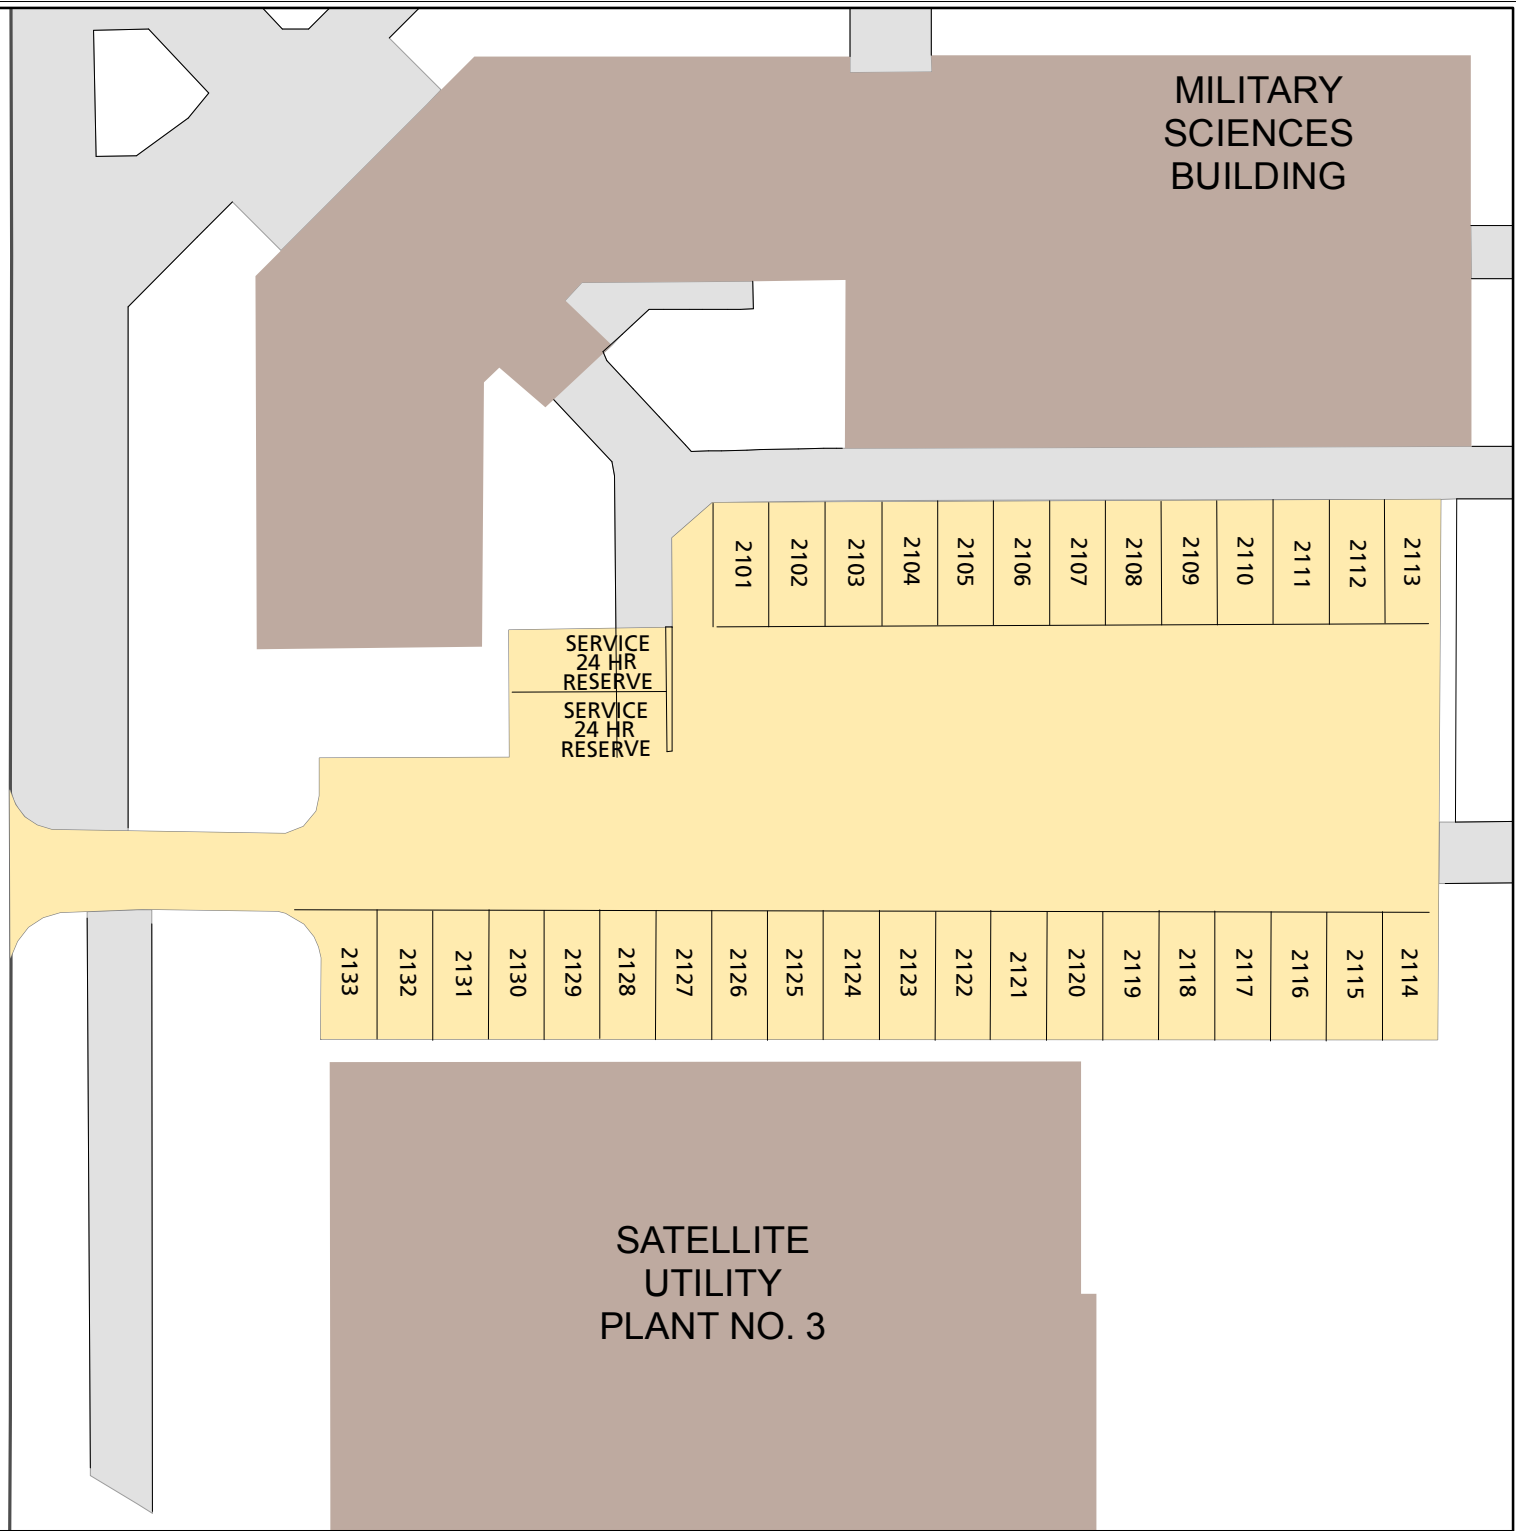 MILITARY
SCIENCES
BUILDING
2101
2102
2103
2104
2105
2106
2107
2108
2109
2110
2111
2112
2113
SERVICE
24 HR
RESERVE
SERVICE
24 HR
RESERVE
2133
2132
2131
2130
2129
2128
2127
2126
2125
2124
2123
2122
2121
2120
2119
2118
2117
2116
2115
2114
SATELLITE
UTILITY
PLANT NO. 3